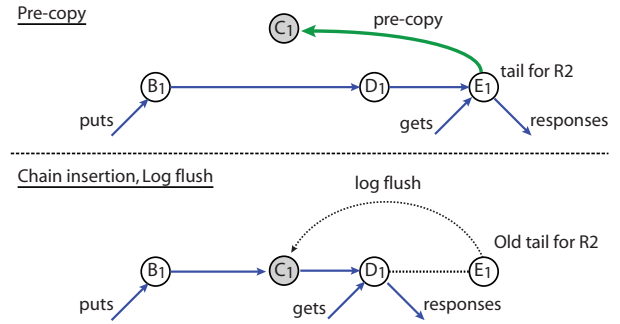 Pre-copy
C1
pre-copy
tail for R2
B1
D1
E1
puts
gets
responses
Chain insertion, Log flush
log flush
Old tail for R2
B1
C1
D1
E1
puts
gets
responses